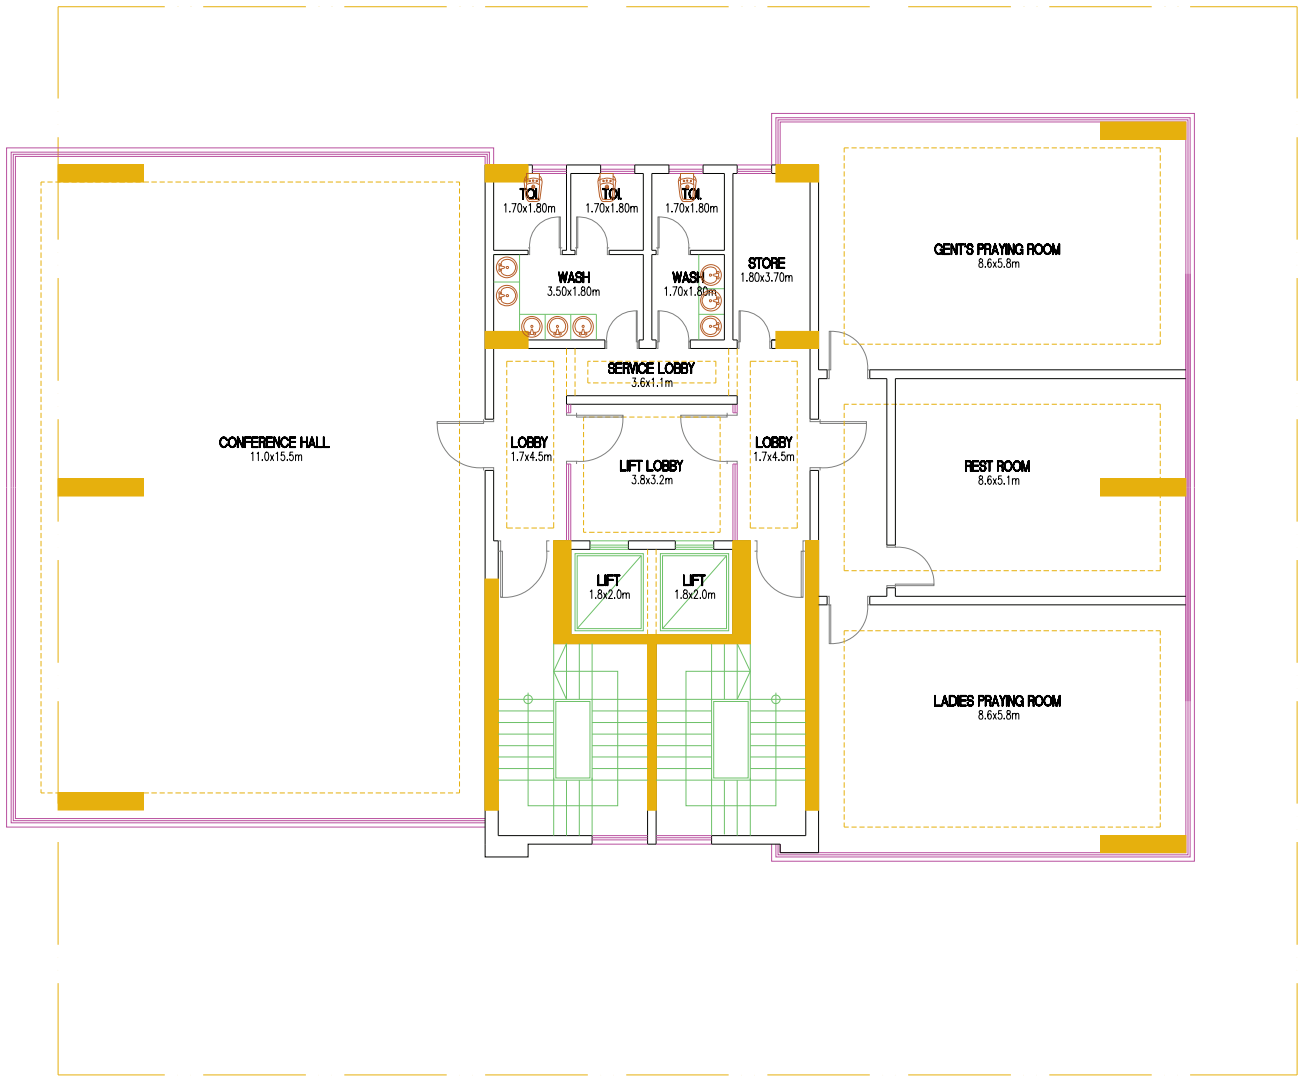 TOI.
1.70x1.80m
TOI.
1.70x1.80m
TOI.
1.70x1.80m
GENT'S PRAYING ROOM
8.6x5.8m
STORE
1.80x3.70m
WASH
3.50x1.80m
WASH
1.70x1.80m
SERVICE LOBBY
3.6x1.1m
CONFERENCE HALL
11.0x15.5m
LOBBY
1.7x4.5m
LOBBY
1.7x4.5m
LIFT LOBBY
3.8x3.2m
REST ROOM
8.6x5.1m
LIFT
1.8x2.0m
LIFT
1.8x2.0m
LADIES PRAYING ROOM
8.6x5.8m